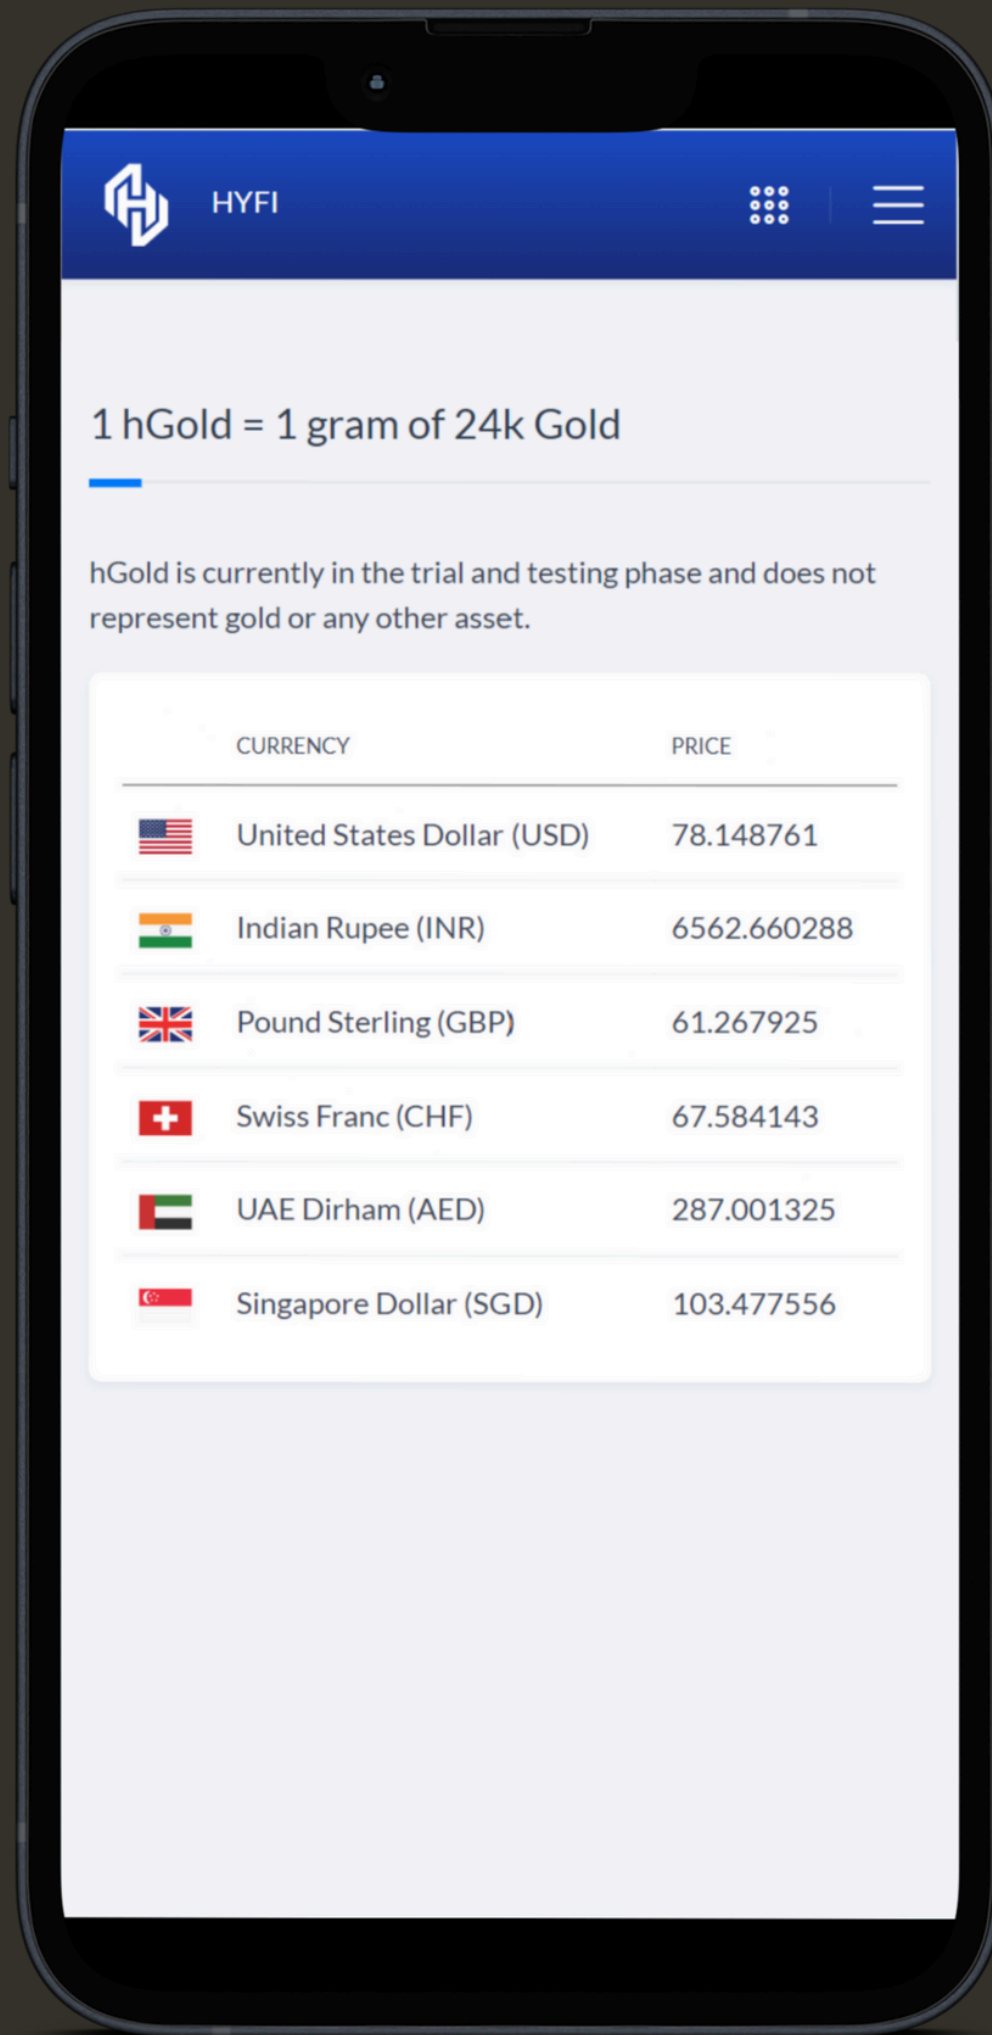 HYFI
1 hGold = 1 gram of 24k Gold
hGold is currently in the trial and testing phase and does not
represent gold or any other asset.
CURRENCY PRICE
United States Dollar (USD) 78.148761
Indian Rupee (INR) 6562.660288
Pound Sterling (GBP) 61.267925
Swiss Franc (CHF) 67.584143
UAE Dirham (AED) 287.001325
Singapore Dollar (SGD) 103.477556